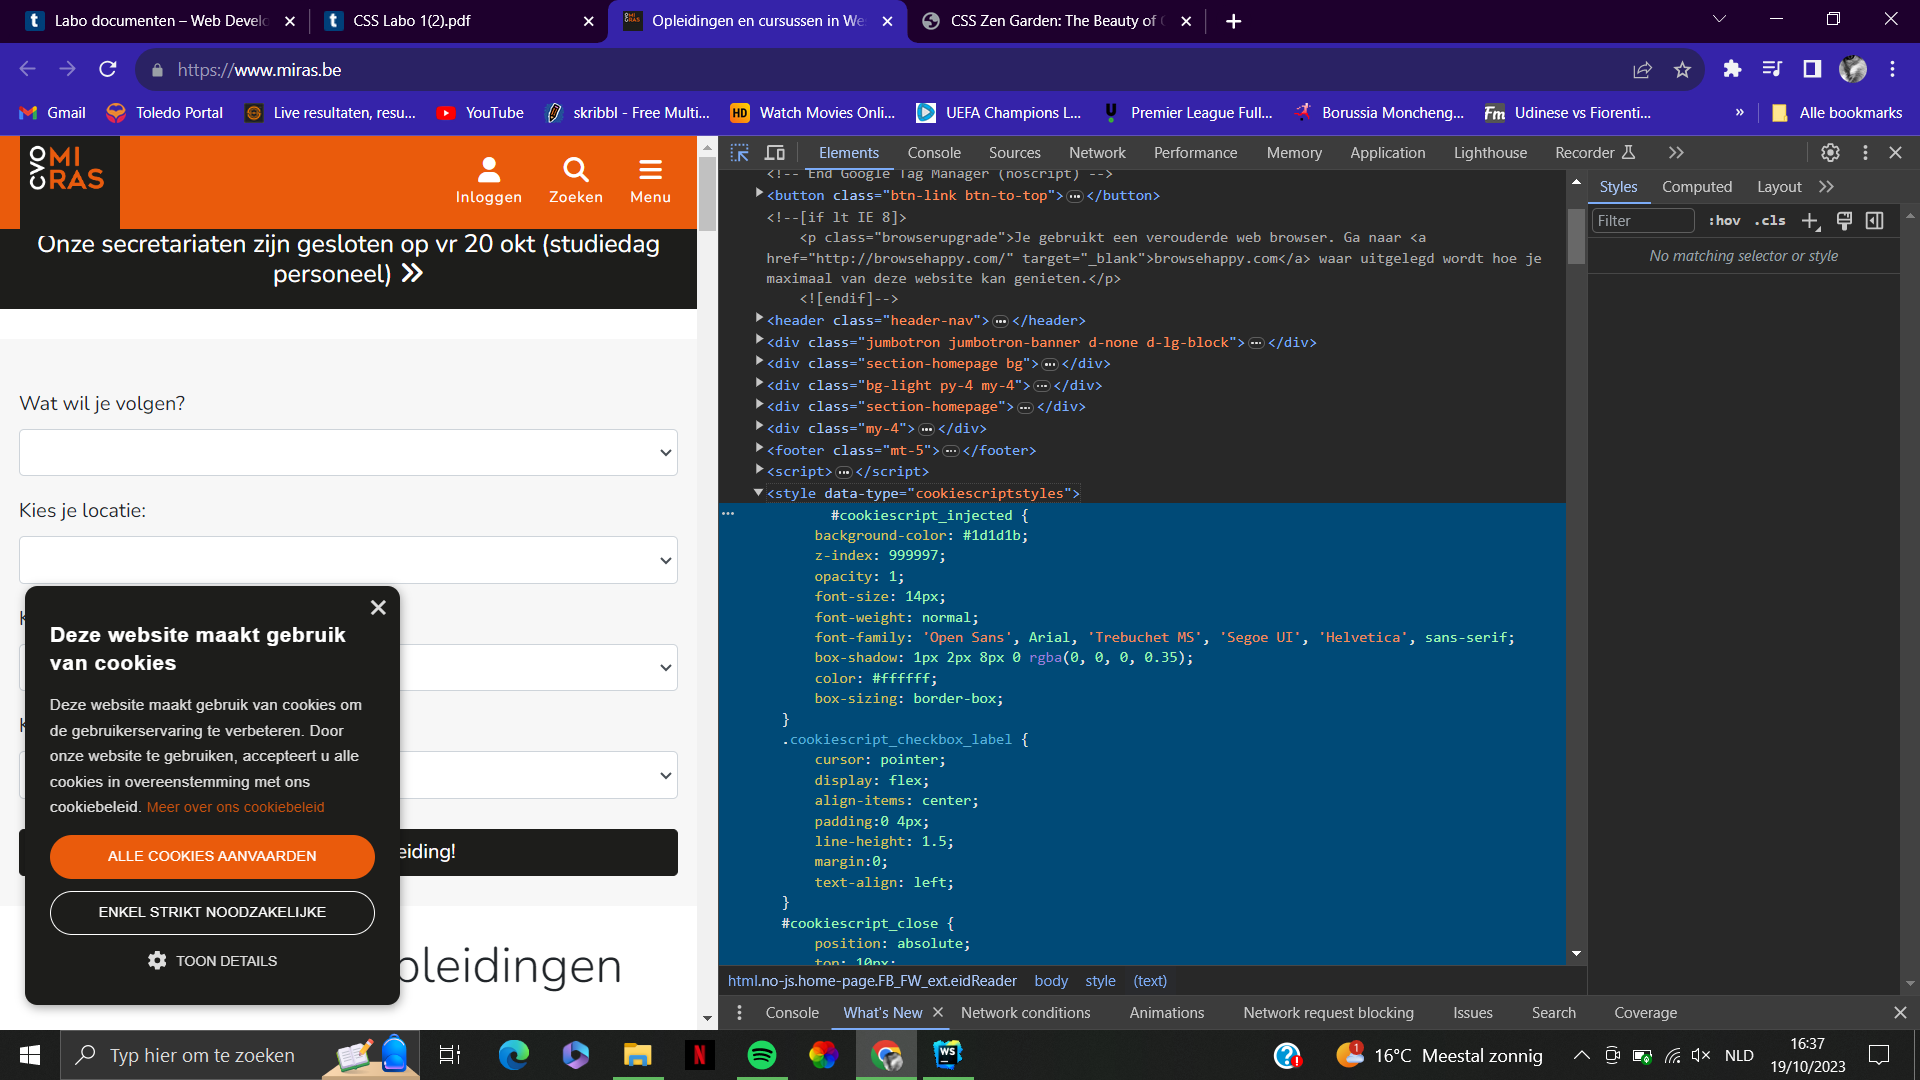 Labo documenten – Web Develo
CSS Labo 1(2).pdf
Opleidingen en cursussen in We
CSS Zen Garden: The Beauty of
https://www.miras.be
Gmail
Toledo Portal
Live resultaten, resu...
YouTube
skribbl - Free Multi...
Watch Movies Onli...
UEFA Champions L...
Premier League Full...
Borussia Moncheng...
Udinese vs Fiorenti...
»
Alle bookmarks
CVO MIRAS
Inloggen
Zoeken
Menu
Onze secretariaten zijn gesloten op vr 20 okt (studiedag
personeel) »
Wat wil je volgen?
Kies je locatie:
Deze website maakt gebruik
van cookies
Deze website maakt gebruik van cookies om
de gebruikerservaring te verbeteren. Door
onze website te gebruiken, accepteert u alle
cookies in overeenstemming met ons
cookiebeleid. Meer over ons cookiebeleid
ALLE COOKIES AANVAARDEN
ENKEL STRIKT NOODZAKELIJKE
TOON DETAILS
eiding!
pleidingen
Elements
Console
Sources
Network
Performance
Memory
Application
Lighthouse
Recorder
<!-- End Google Tag Manager (noscript) -->
<button class="btn-link btn-to-top">…</button>
<!--[if lt IE 8]>
<p class="browserupgrade">Je gebruikt een verouderde web browser. Ga naar <a
href="http://browsehappy.com/" target="_blank">browsehappy.com</a> waar uitgelegd wordt hoe je
maximaal van deze website kan genieten.</p>
<![endif]-->
<header class="header-nav">…</header>
<div class="jumbotron jumbotron-banner d-none d-lg-block">…</div>
<div class="section-homepage bg">…</div>
<div class="bg-light py-4 my-4">…</div>
<div class="section-homepage">…</div>
<div class="my-4">…</div>
<footer class="mt-5">…</footer>
<script>…</script>
<style data-type="cookiescriptstyles">
#cookiescript_injected {
background-color: #1d1d1b;
z-index: 999997;
opacity: 1;
font-size: 14px;
font-weight: normal;
font-family: 'Open Sans', Arial, 'Trebuchet MS', 'Segoe UI', 'Helvetica', sans-serif;
box-shadow: 1px 2px 8px 0 rgba(0, 0, 0, 0.35);
color: #ffffff;
box-sizing: border-box;
}
.cookiescript_checkbox_label {
cursor: pointer;
display: flex;
align-items: center;
padding:0 4px;
line-height: 1.5;
margin:0;
text-align: left;
}
#cookiescript_close {
position: absolute;
top: 10px;
html.no-js.home-page.FB_FW_ext.eidReader
body
style
(text)
Styles
Computed
Layout
Filter
:hov
.cls
No matching selector or style
Console
What's New
Network conditions
Animations
Network request blocking
Issues
Search
Coverage
Typ hier om te zoeken
16°C Meestal zonnig
NLD
16:37
19/10/2023